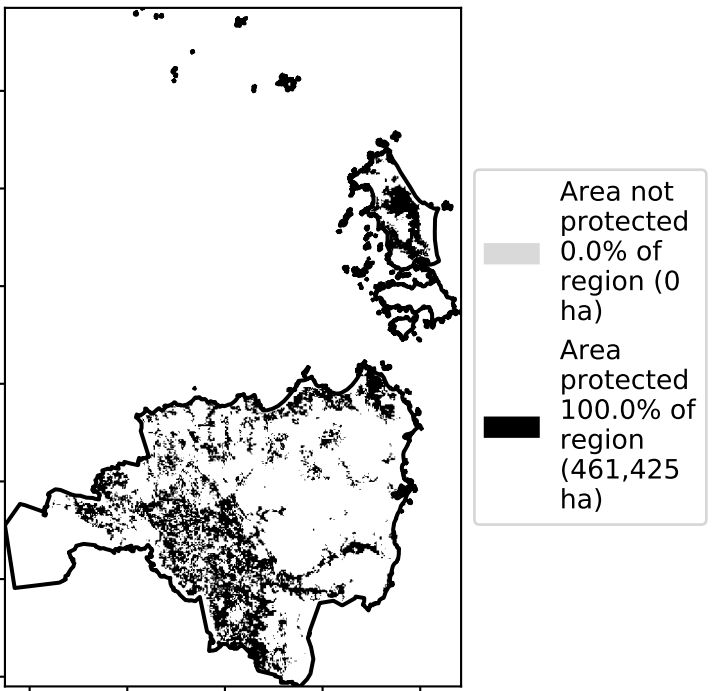 Area not
protected
0.0% of
region (0
ha)
Area
protected
100.0% of
region
(461,425
ha)